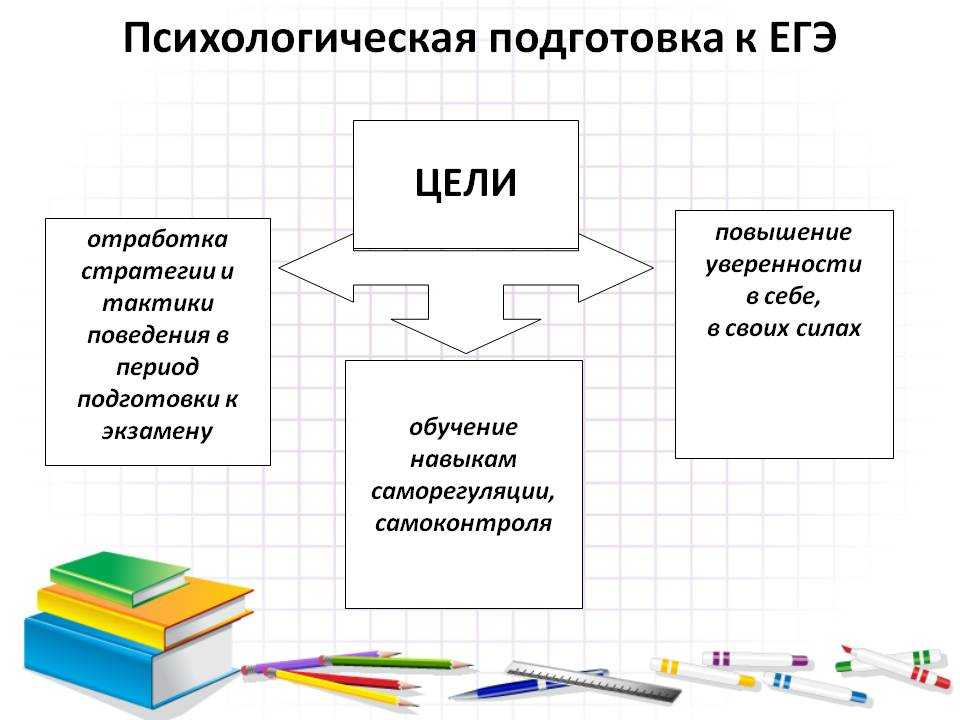 Психологическая подготовка к ЕГЭ
ЦЕЛИ
отработка
стратегии и
тактики
поведения в
период
подготовки к
экзамену
обучение
навыкам
саморегуляции,
самоконтроля
повышение
уверенности
в себе,
в своих силах